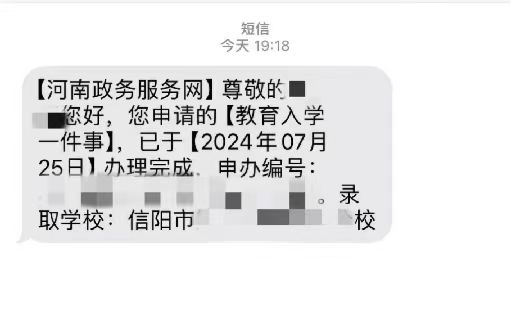 短信
今天 19:18
【河南政务服务网】尊敬的
您好，您申请的【教育入学
一件事】，已于【2024年07月
25日】办理完成，申办编号：
。录
取学校：信阳市 校